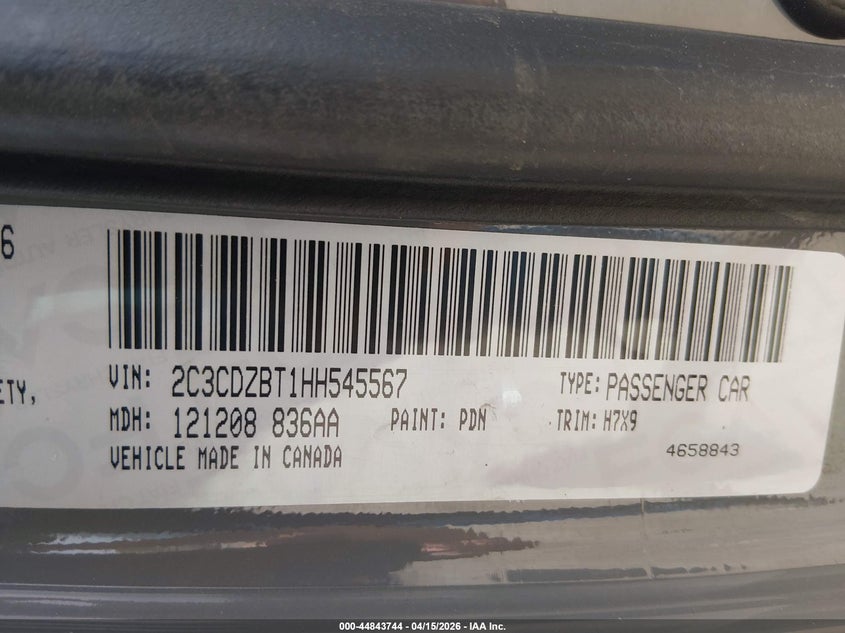 6
ETY,
VIN: 2C3CDZBT1HH545567 TYPE: PASSENGER CAR
MDH: 121208 836AA PAINT: PDN TRIM: H7X9
VEHICLE MADE IN CANADA 4658843
000-44843744 - 04/15/2026 - IAA Inc.